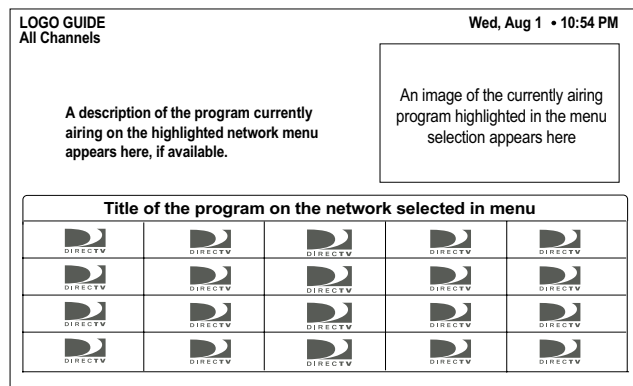 LOGO GUIDE
All Channels
Wed, Aug 1 • 10:54 PM
A description of the program currently
airing on the highlighted network menu
appears here, if available.
An image of the currently airing
program highlighted in the menu
selection appears here
Title of the program on the network selected in menu
DIRECTV DIRECTV DIRECTV DIRECTV DIRECTV
DIRECTV DIRECTV DIRECTV DIRECTV DIRECTV
DIRECTV DIRECTV DIRECTV DIRECTV DIRECTV
DIRECTV DIRECTV DIRECTV DIRECTV DIRECTV